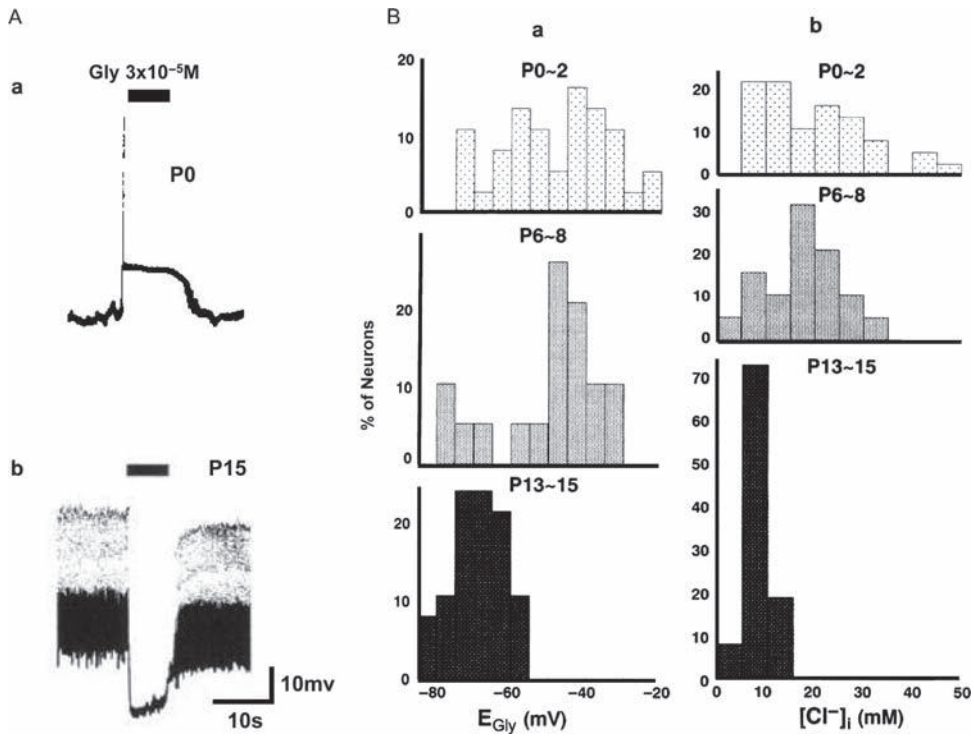 A
a
Gly 3x10⁻⁵M
P0
b
P15
10mv
10s
B
a
P0~2
20
10
0
P6~8
20
10
0
% of Neurons
P13~15
20
10
0
−80
−60
−40
−20
E_Gly (mV)
b
P0~2
20
10
0
P6~8
30
20
10
0
P13~15
70
60
50
40
30
20
10
0
0
10
20
30
40
50
[Cl⁻]i (mM)